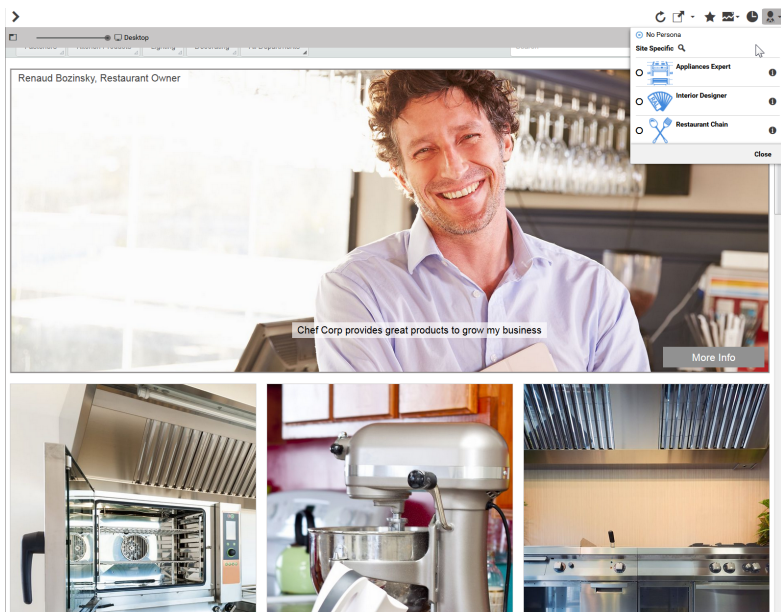 Desktop
No Persona
Site Specific
Appliances Expert
Interior Designer
Restaurant Chain
Close
Renaud Bozinsky, Restaurant Owner
Chef Corp provides great products to grow my business
More Info